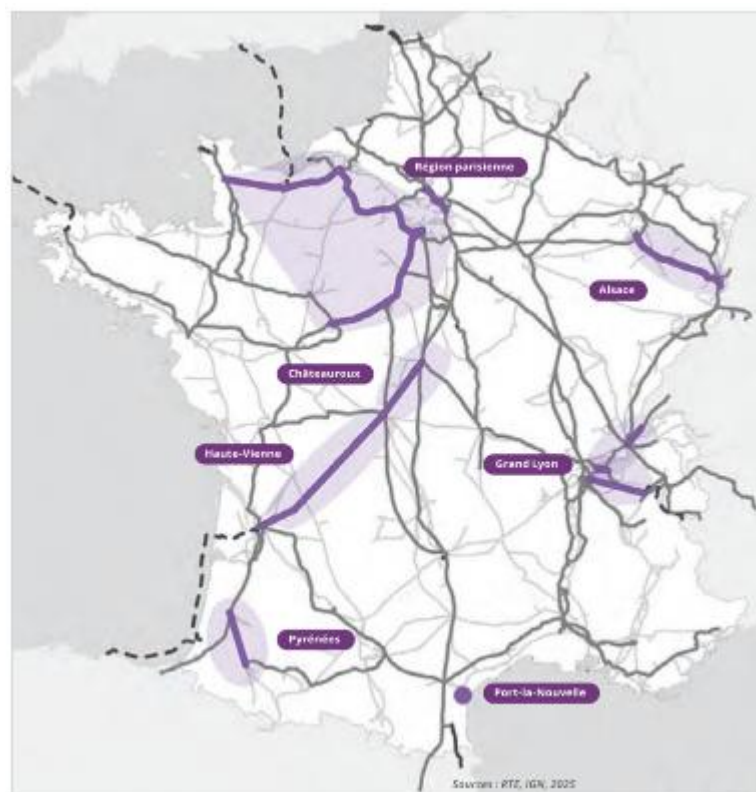 Région parisienne
Alsace
Châteauroux
Haute-Vienne
Grand Lyon
Pyrénées
Port-la-Nouvelle
Sources : RTE, IGN, 2025